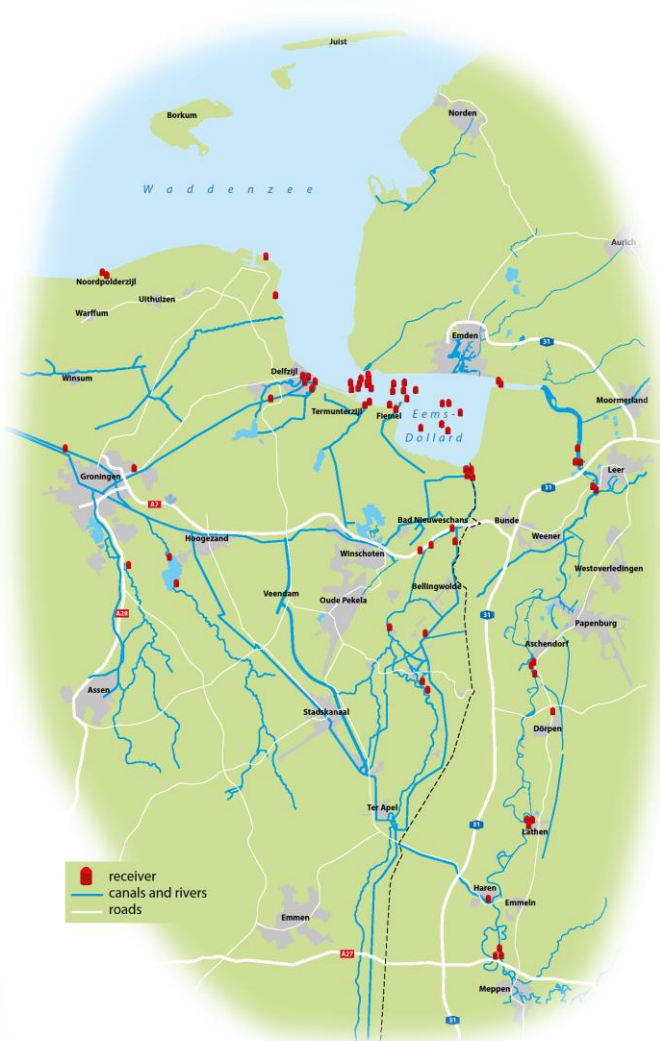 Juist
Borkum
Norden
Waddenzee
Aurich
Noordpolderzijl
Uithuizen
Warffum
Emden
31
Delfzijl
Winsum
Moormerland
Termunterzijl
Fiemel
Eems-
Dollard
Groningen
Leer
31
A7
Bad Nieuweschans
Bunde
Hoogezand
Weener
Winschoten
Westoverledingen
Bellingwolde
Veendam
Oude Pekela
A28
31
Papenburg
Aschendorf
Assen
Stadskanaal
Dörpen
Ter Apel
31
Lathen
receiver
canals and rivers
roads
Haren
Emmeln
Emmen
A27
Meppen
31